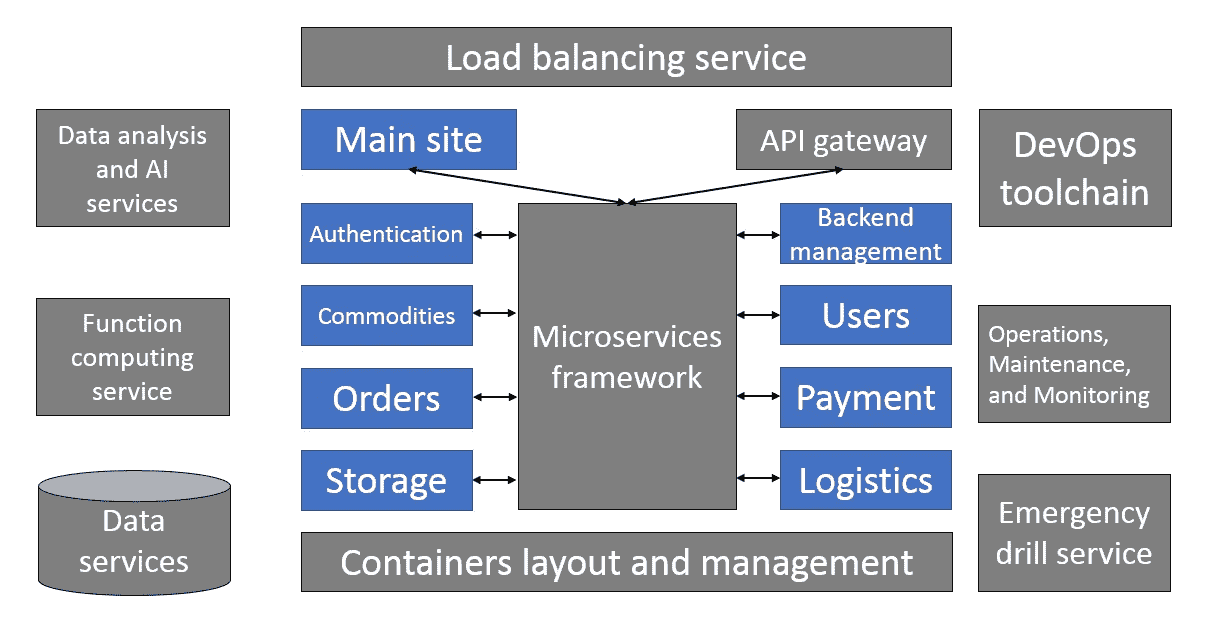 Load balancing service
Data analysis
and AI
services
Main site
API gateway
DevOps
toolchain
Authentication
Backend
management
Commodities
Users
Microservices
framework
Function
computing
service
Operations,
Maintenance,
and Monitoring
Orders
Payment
Storage
Logistics
Data
services
Containers layout and management
Emergency
drill service